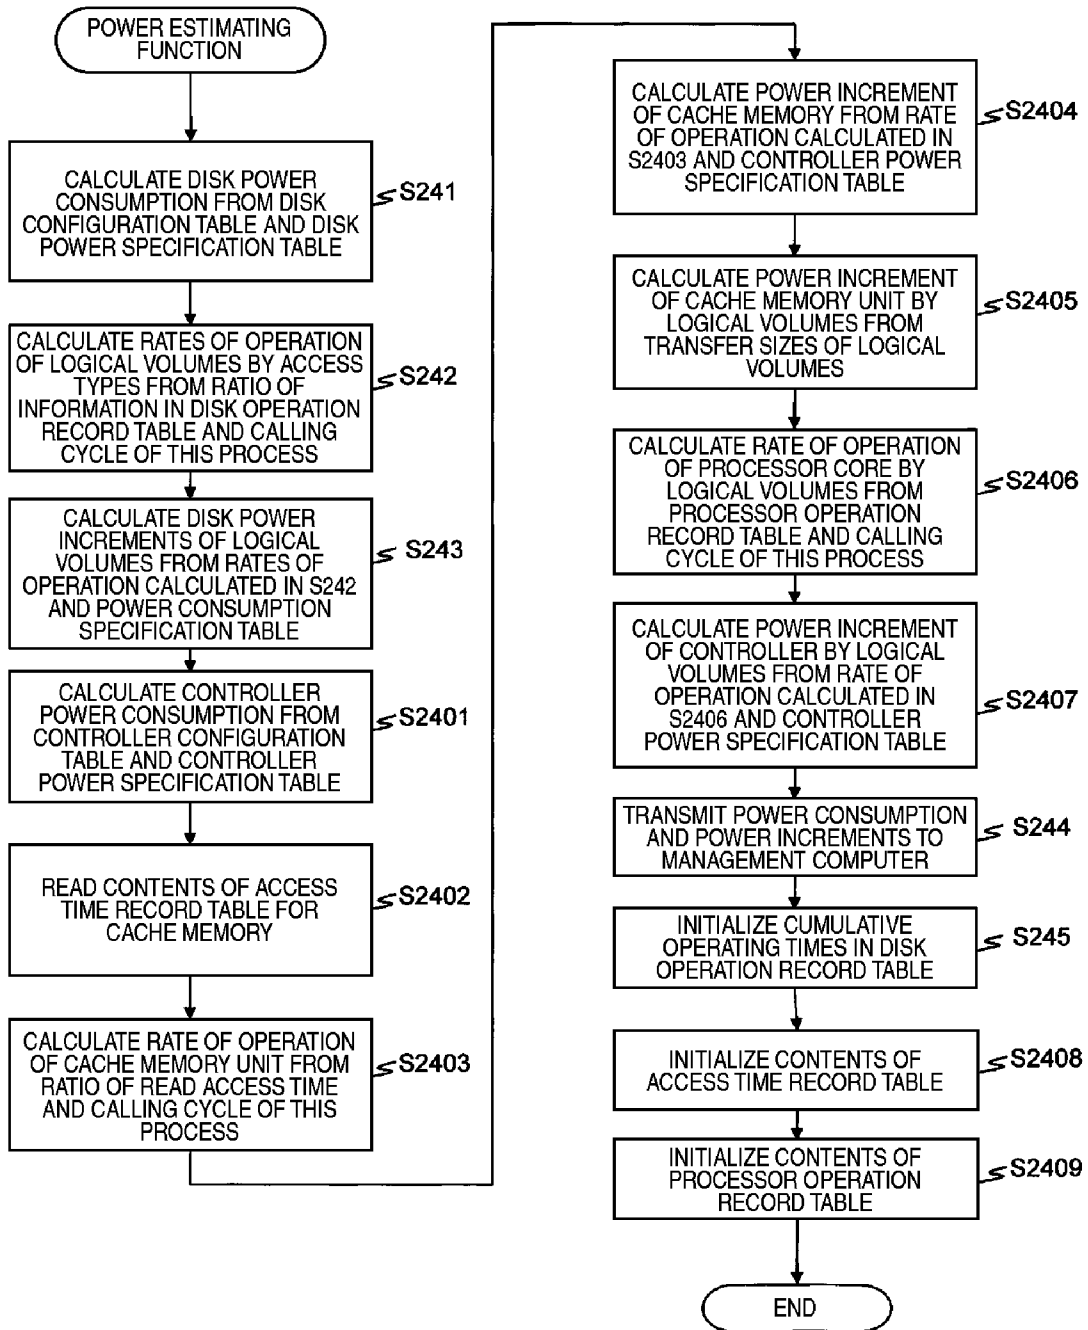 POWER ESTIMATING
FUNCTION
CALCULATE DISK POWER
CONSUMPTION FROM DISK
CONFIGURATION TABLE AND DISK
POWER SPECIFICATION TABLE
S241
CALCULATE RATES OF OPERATION
OF LOGICAL VOLUMES BY ACCESS
TYPES FROM RATIO OF
INFORMATION IN DISK OPERATION
RECORD TABLE AND CALLING
CYCLE OF THIS PROCESS
S242
CALCULATE DISK POWER
INCREMENTS OF LOGICAL
VOLUMES FROM RATES OF
OPERATION CALCULATED IN S242
AND POWER CONSUMPTION
SPECIFICATION TABLE
S243
CALCULATE CONTROLLER
POWER CONSUMPTION FROM
CONTROLLER CONFIGURATION
TABLE AND CONTROLLER
POWER SPECIFICATION TABLE
S2401
READ CONTENTS OF ACCESS
TIME RECORD TABLE FOR
CACHE MEMORY
S2402
CALCULATE RATE OF OPERATION
OF CACHE MEMORY UNIT FROM
RATIO OF READ ACCESS TIME
AND CALLING CYCLE OF THIS
PROCESS
S2403
CALCULATE POWER INCREMENT
OF CACHE MEMORY FROM RATE
OF OPERATION CALCULATED IN
S2403 AND CONTROLLER POWER
SPECIFICATION TABLE
S2404
CALCULATE POWER INCREMENT
OF CACHE MEMORY UNIT BY
LOGICAL VOLUMES FROM
TRANSFER SIZES OF LOGICAL
VOLUMES
S2405
CALCULATE RATE OF OPERATION
OF PROCESSOR CORE BY
LOGICAL VOLUMES FROM
PROCESSOR OPERATION
RECORD TABLE AND CALLING
CYCLE OF THIS PROCESS
S2406
CALCULATE POWER INCREMENT
OF CONTROLLER BY LOGICAL
VOLUMES FROM RATE OF
OPERATION CALCULATED IN
S2406 AND CONTROLLER
POWER SPECIFICATION TABLE
S2407
TRANSMIT POWER CONSUMPTION
AND POWER INCREMENTS TO
MANAGEMENT COMPUTER
S244
INITIALIZE CUMULATIVE
OPERATING TIMES IN DISK
OPERATION RECORD TABLE
S245
INITIALIZE CONTENTS OF
ACCESS TIME RECORD TABLE
S2408
INITIALIZE CONTENTS OF
PROCESSOR OPERATION
RECORD TABLE
S2409
END